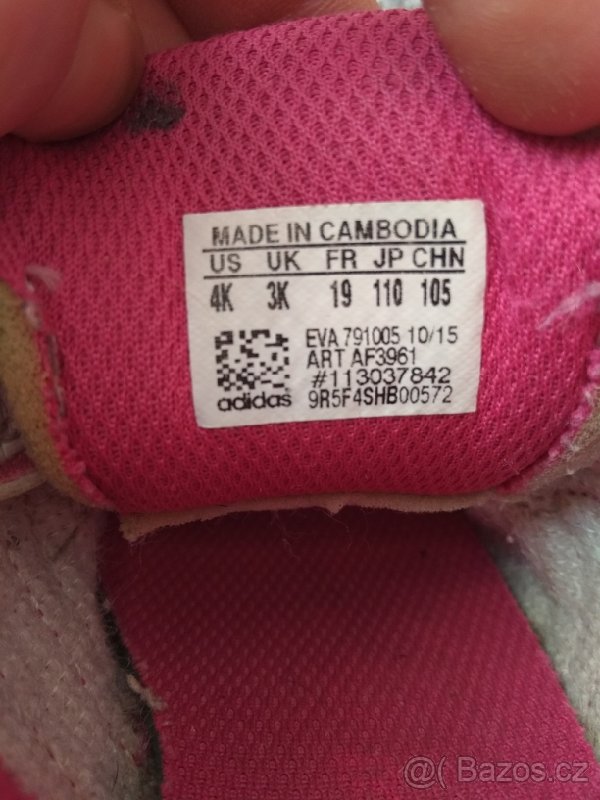 MADE IN CAMBODIA
US UK FR JP CHN
4K 3K 19 110 105
EVA 791005 10/15
ART AF3961
#113037842
adidas 9R5F4SHB00572
@( Bazos.cz